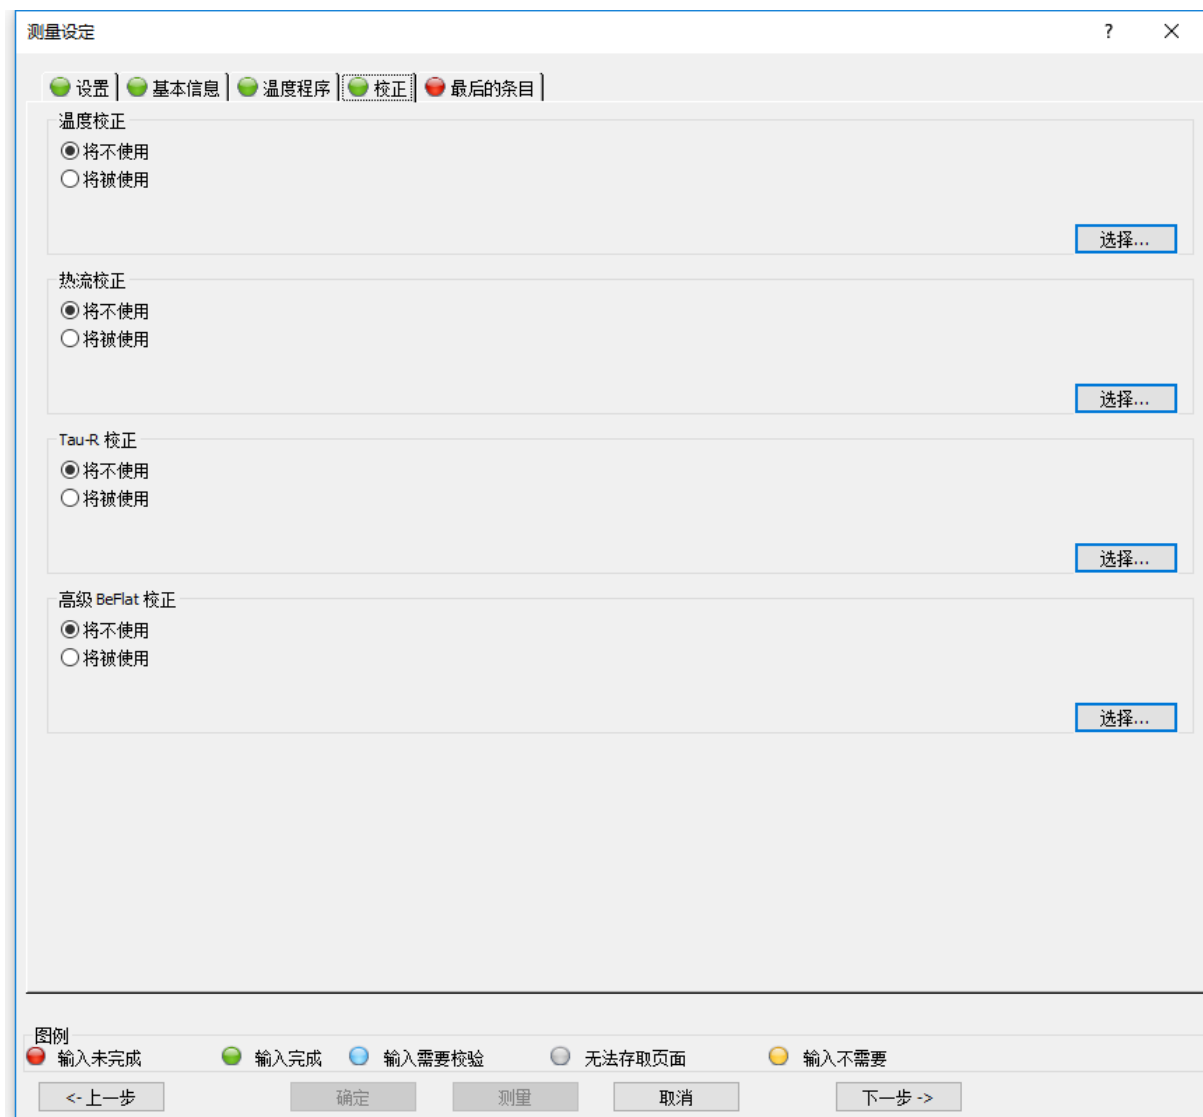 测量设定
?
设置 基本信息 温度程序 校正 最后的条目
温度校正
将不使用
将被使用
选择...
热流校正
将不使用
将被使用
选择...
Tau-R 校正
将不使用
将被使用
选择...
高级 BeFlat 校正
将不使用
将被使用
选择...
图例
输入未完成 输入完成 输入需要校验 无法存取页面 输入不需要
<- 上一步 确定 测量 取消 下一步 ->